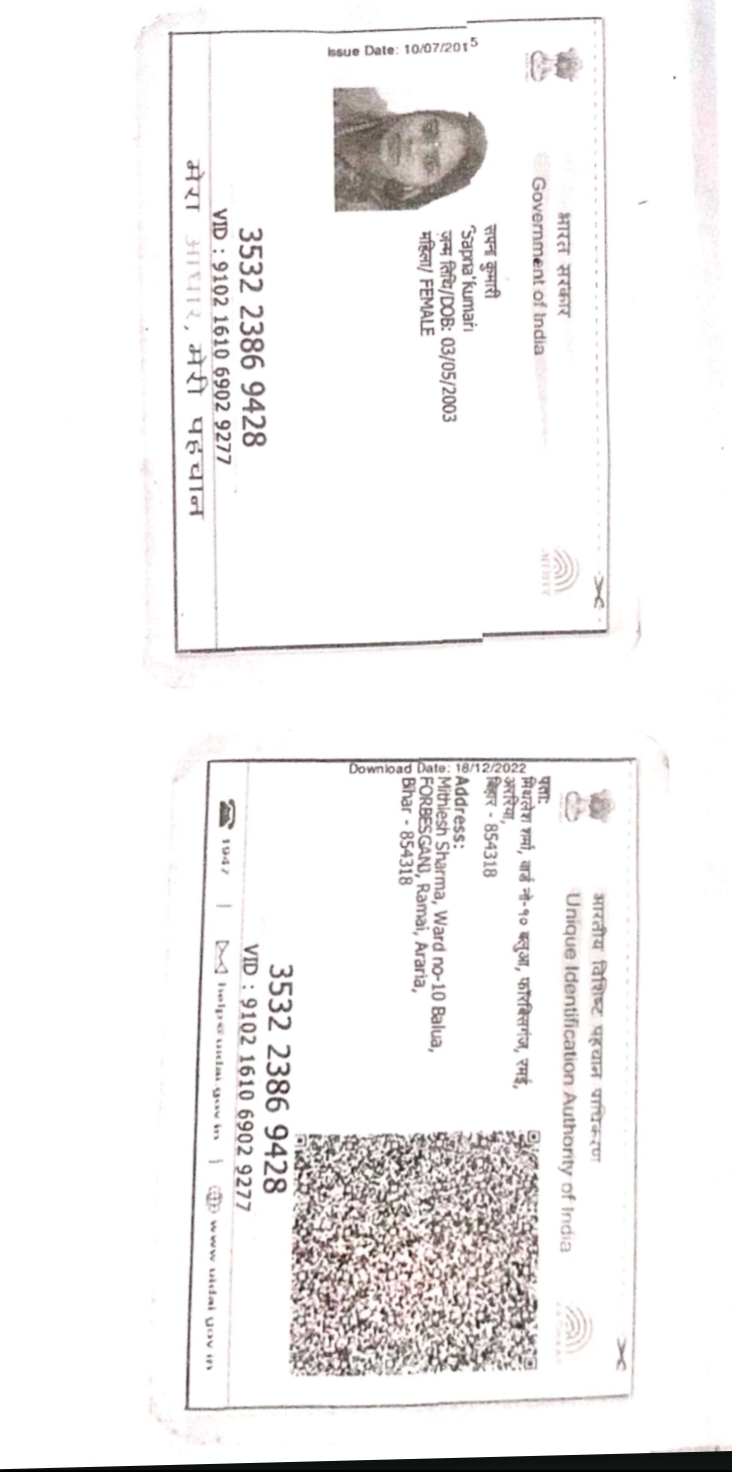 भारत सरकार
Government of India
Issue Date: 10/07/2015
सपना कुमारी
Sapna kumari
जन्म तिथि/DOB: 03/05/2003
महिला/ FEMALE
3532 2386 9428
VID : 9102 1610 6902 9277
मेरा आधार, मेरी पहचान
भारतीय विशिष्ट पहचान प्राधिकरण
Unique Identification Authority of India
Download Date: 18/12/2022
पता:
मिथलेश शर्मा, वार्ड नो-१० बलुआ, फॉरबिसगंज, रमई,
अररिया,
बिहार - 854318
Address:
Mithlesh Sharma, Ward no-10 Balua,
FORBESGANJ, Ramai, Araria,
Bihar - 854318
3532 2386 9428
VID : 9102 1610 6902 9277
1947 | help@uidai.gov.in | www.uidai.gov.in